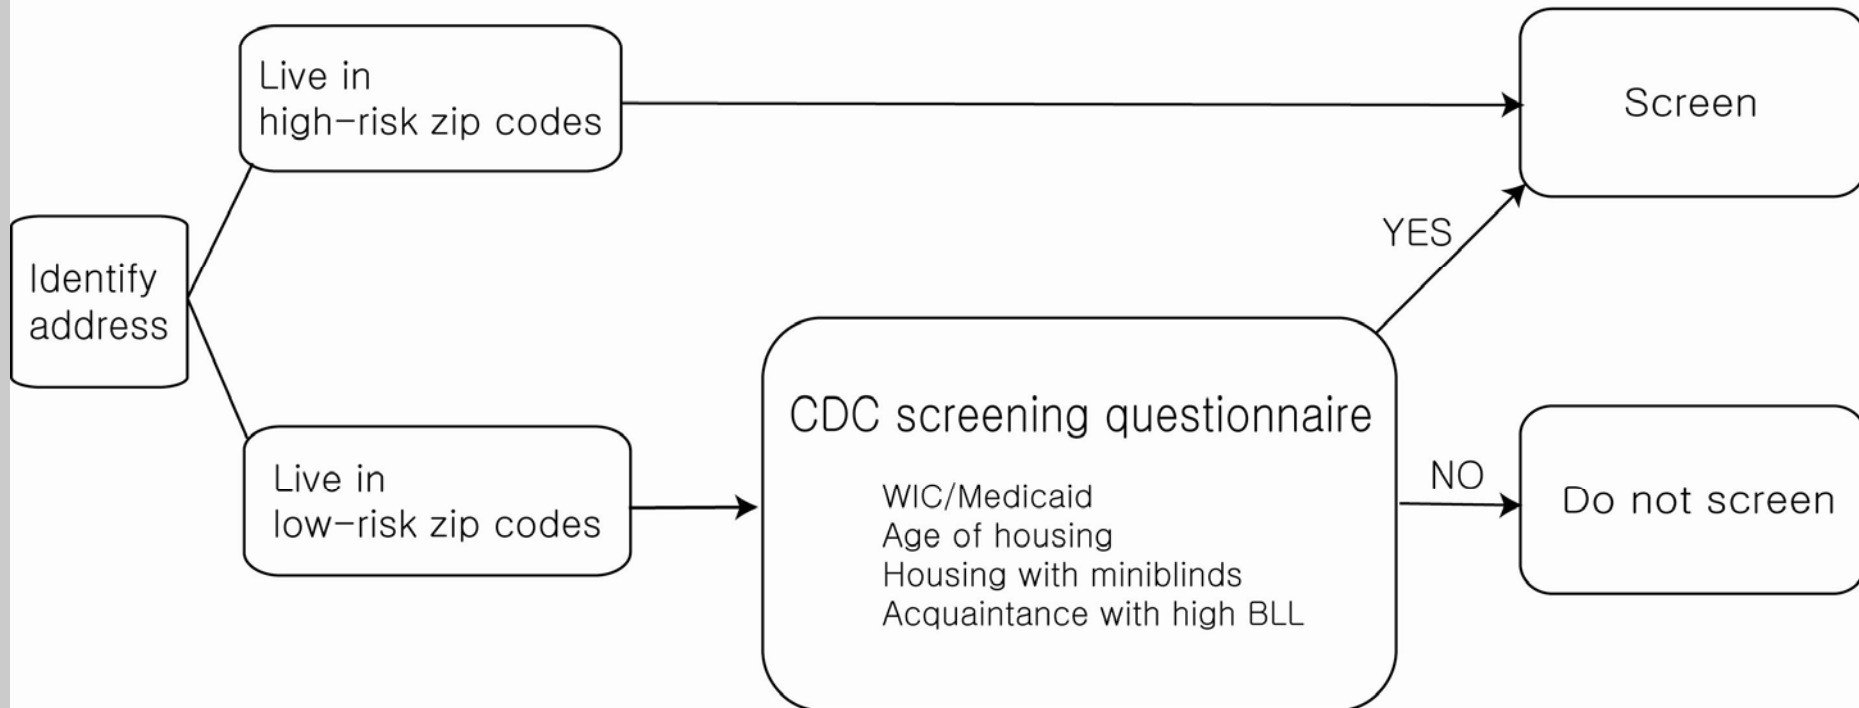 Live in
high-risk zip codes
Screen
YES
Identify
address
CDC screening questionnaire
WIC/Medicaid
Age of housing
Housing with miniblinds
Acquaintance with high BLL
Live in
low-risk zip codes
NO
Do not screen